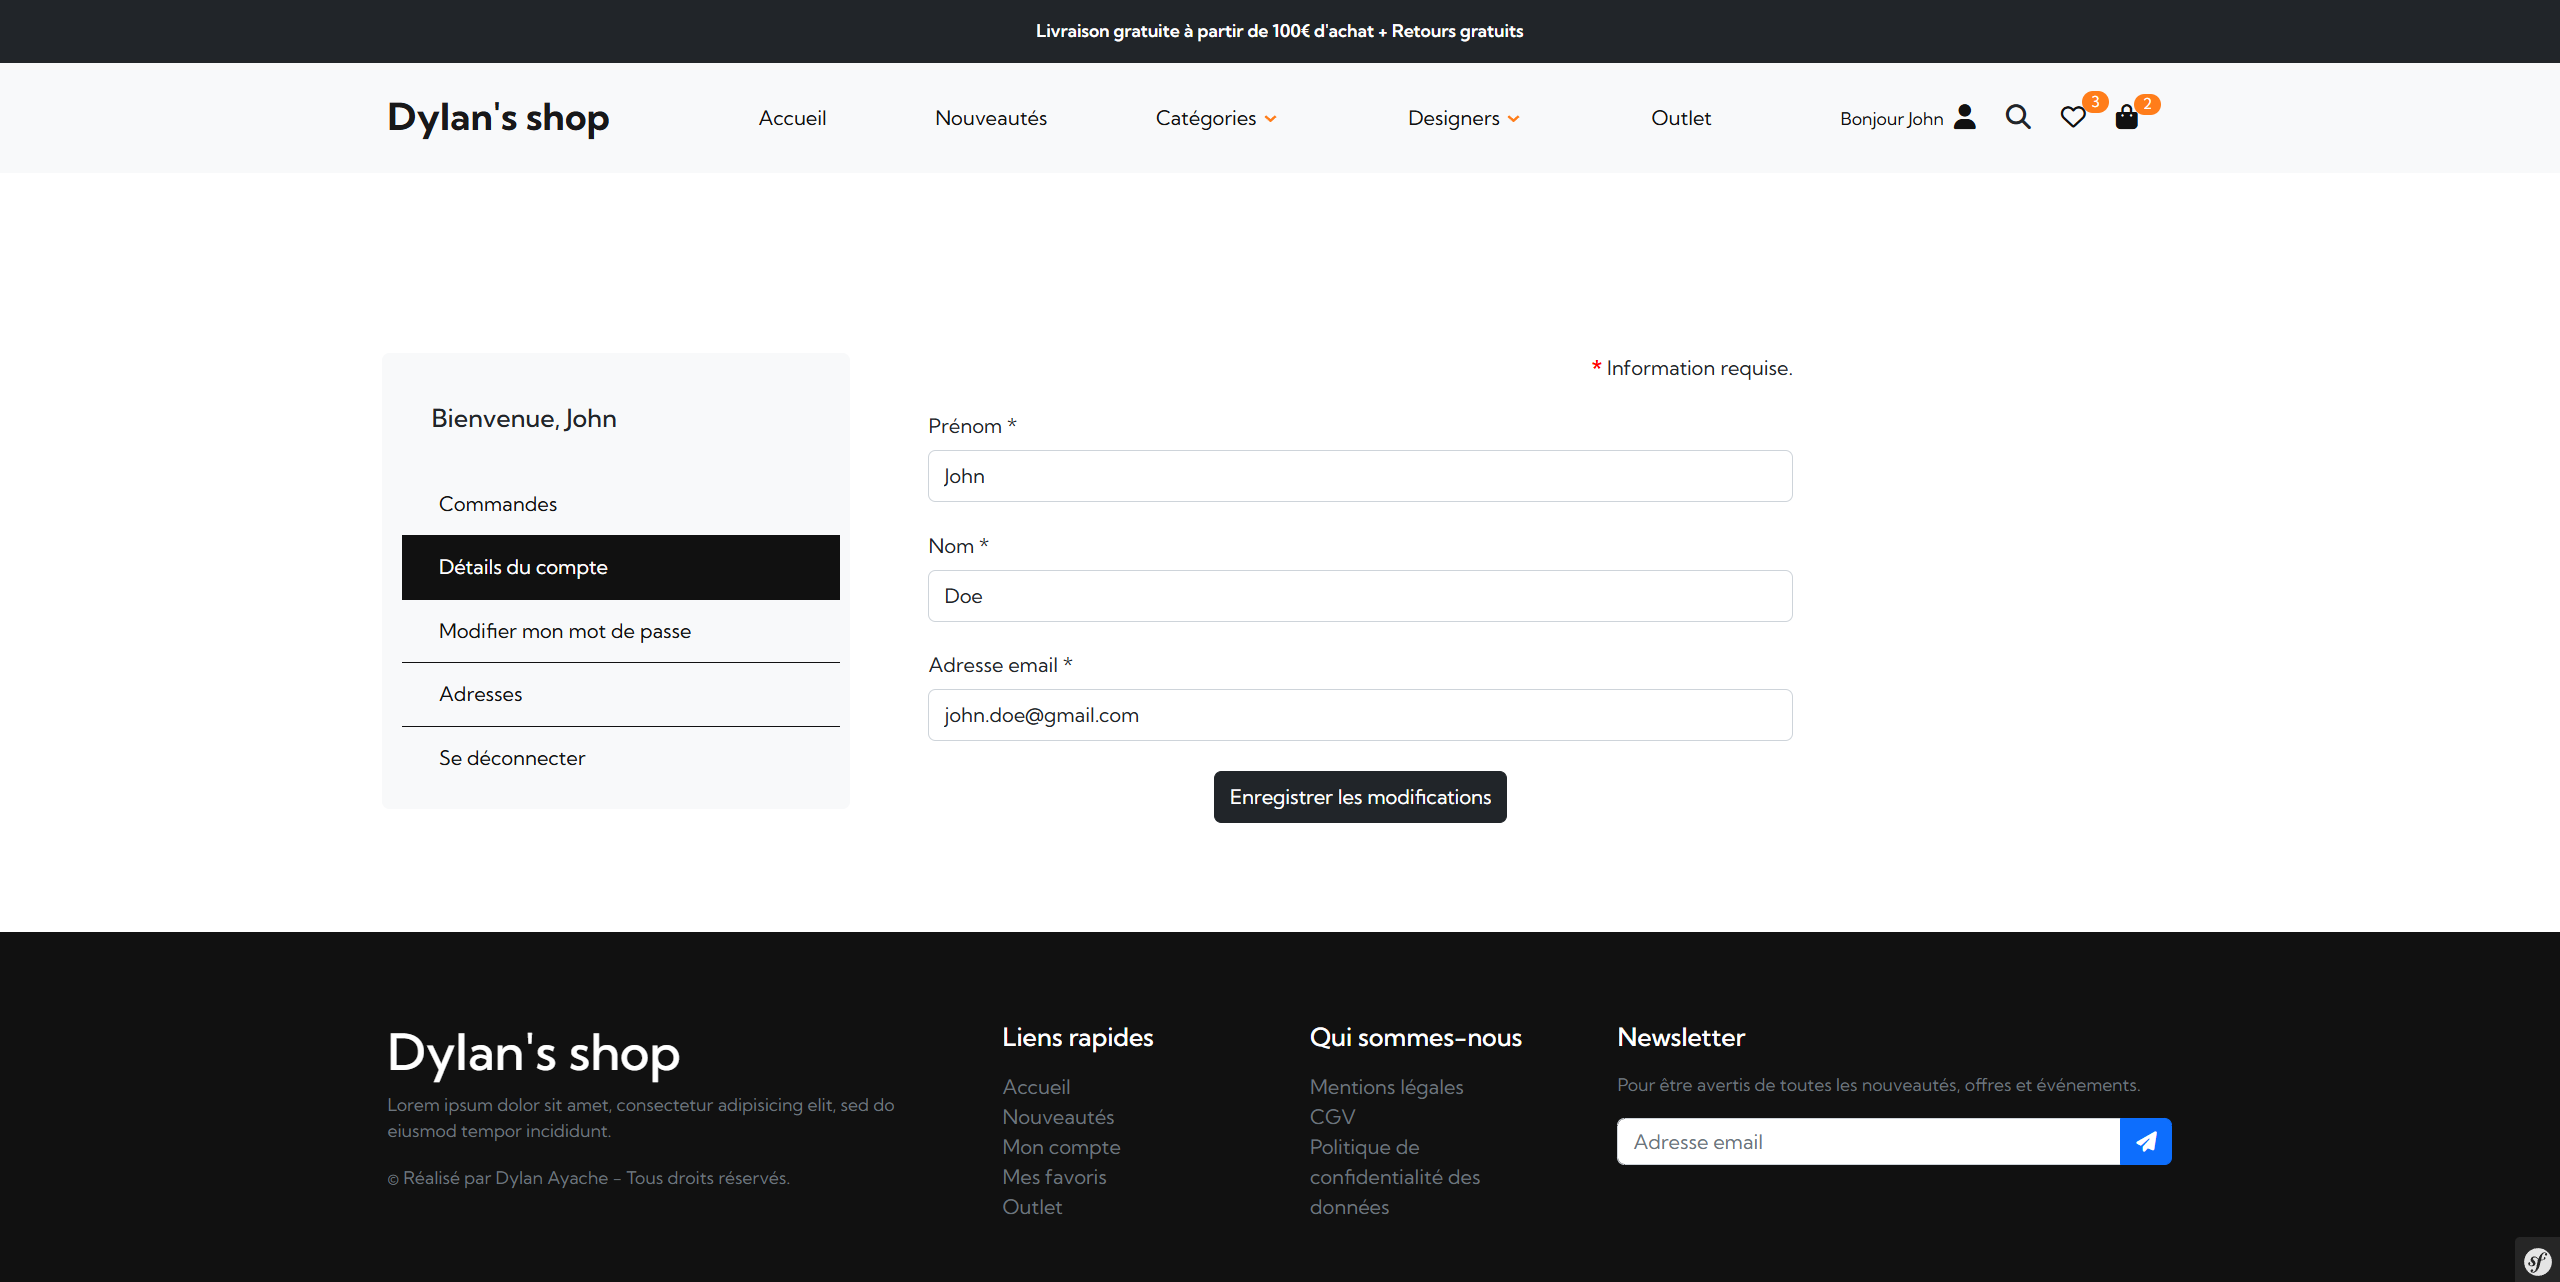 Livraison gratuite à partir de 100€ d'achat + Retours gratuits
Dylan's shop
Accueil
Nouveautés
Catégories
Designers
Outlet
Bonjour John
3
2
Bienvenue, John
Commandes
Détails du compte
Modifier mon mot de passe
Adresses
Se déconnecter
* Information requise.
Prénom *
John
Nom *
Doe
Adresse email *
john.doe@gmail.com
Enregistrer les modifications
Dylan's shop
Lorem ipsum dolor sit amet, consectetur adipisicing elit, sed do
eiusmod tempor incididunt.
© Réalisé par Dylan Ayache - Tous droits réservés.
Liens rapides
Accueil
Nouveautés
Mon compte
Mes favoris
Outlet
Qui sommes-nous
Mentions légales
CGV
Politique de
confidentialité des
données
Newsletter
Pour être avertis de toutes les nouveautés, offres et événements.
Adresse email
sf